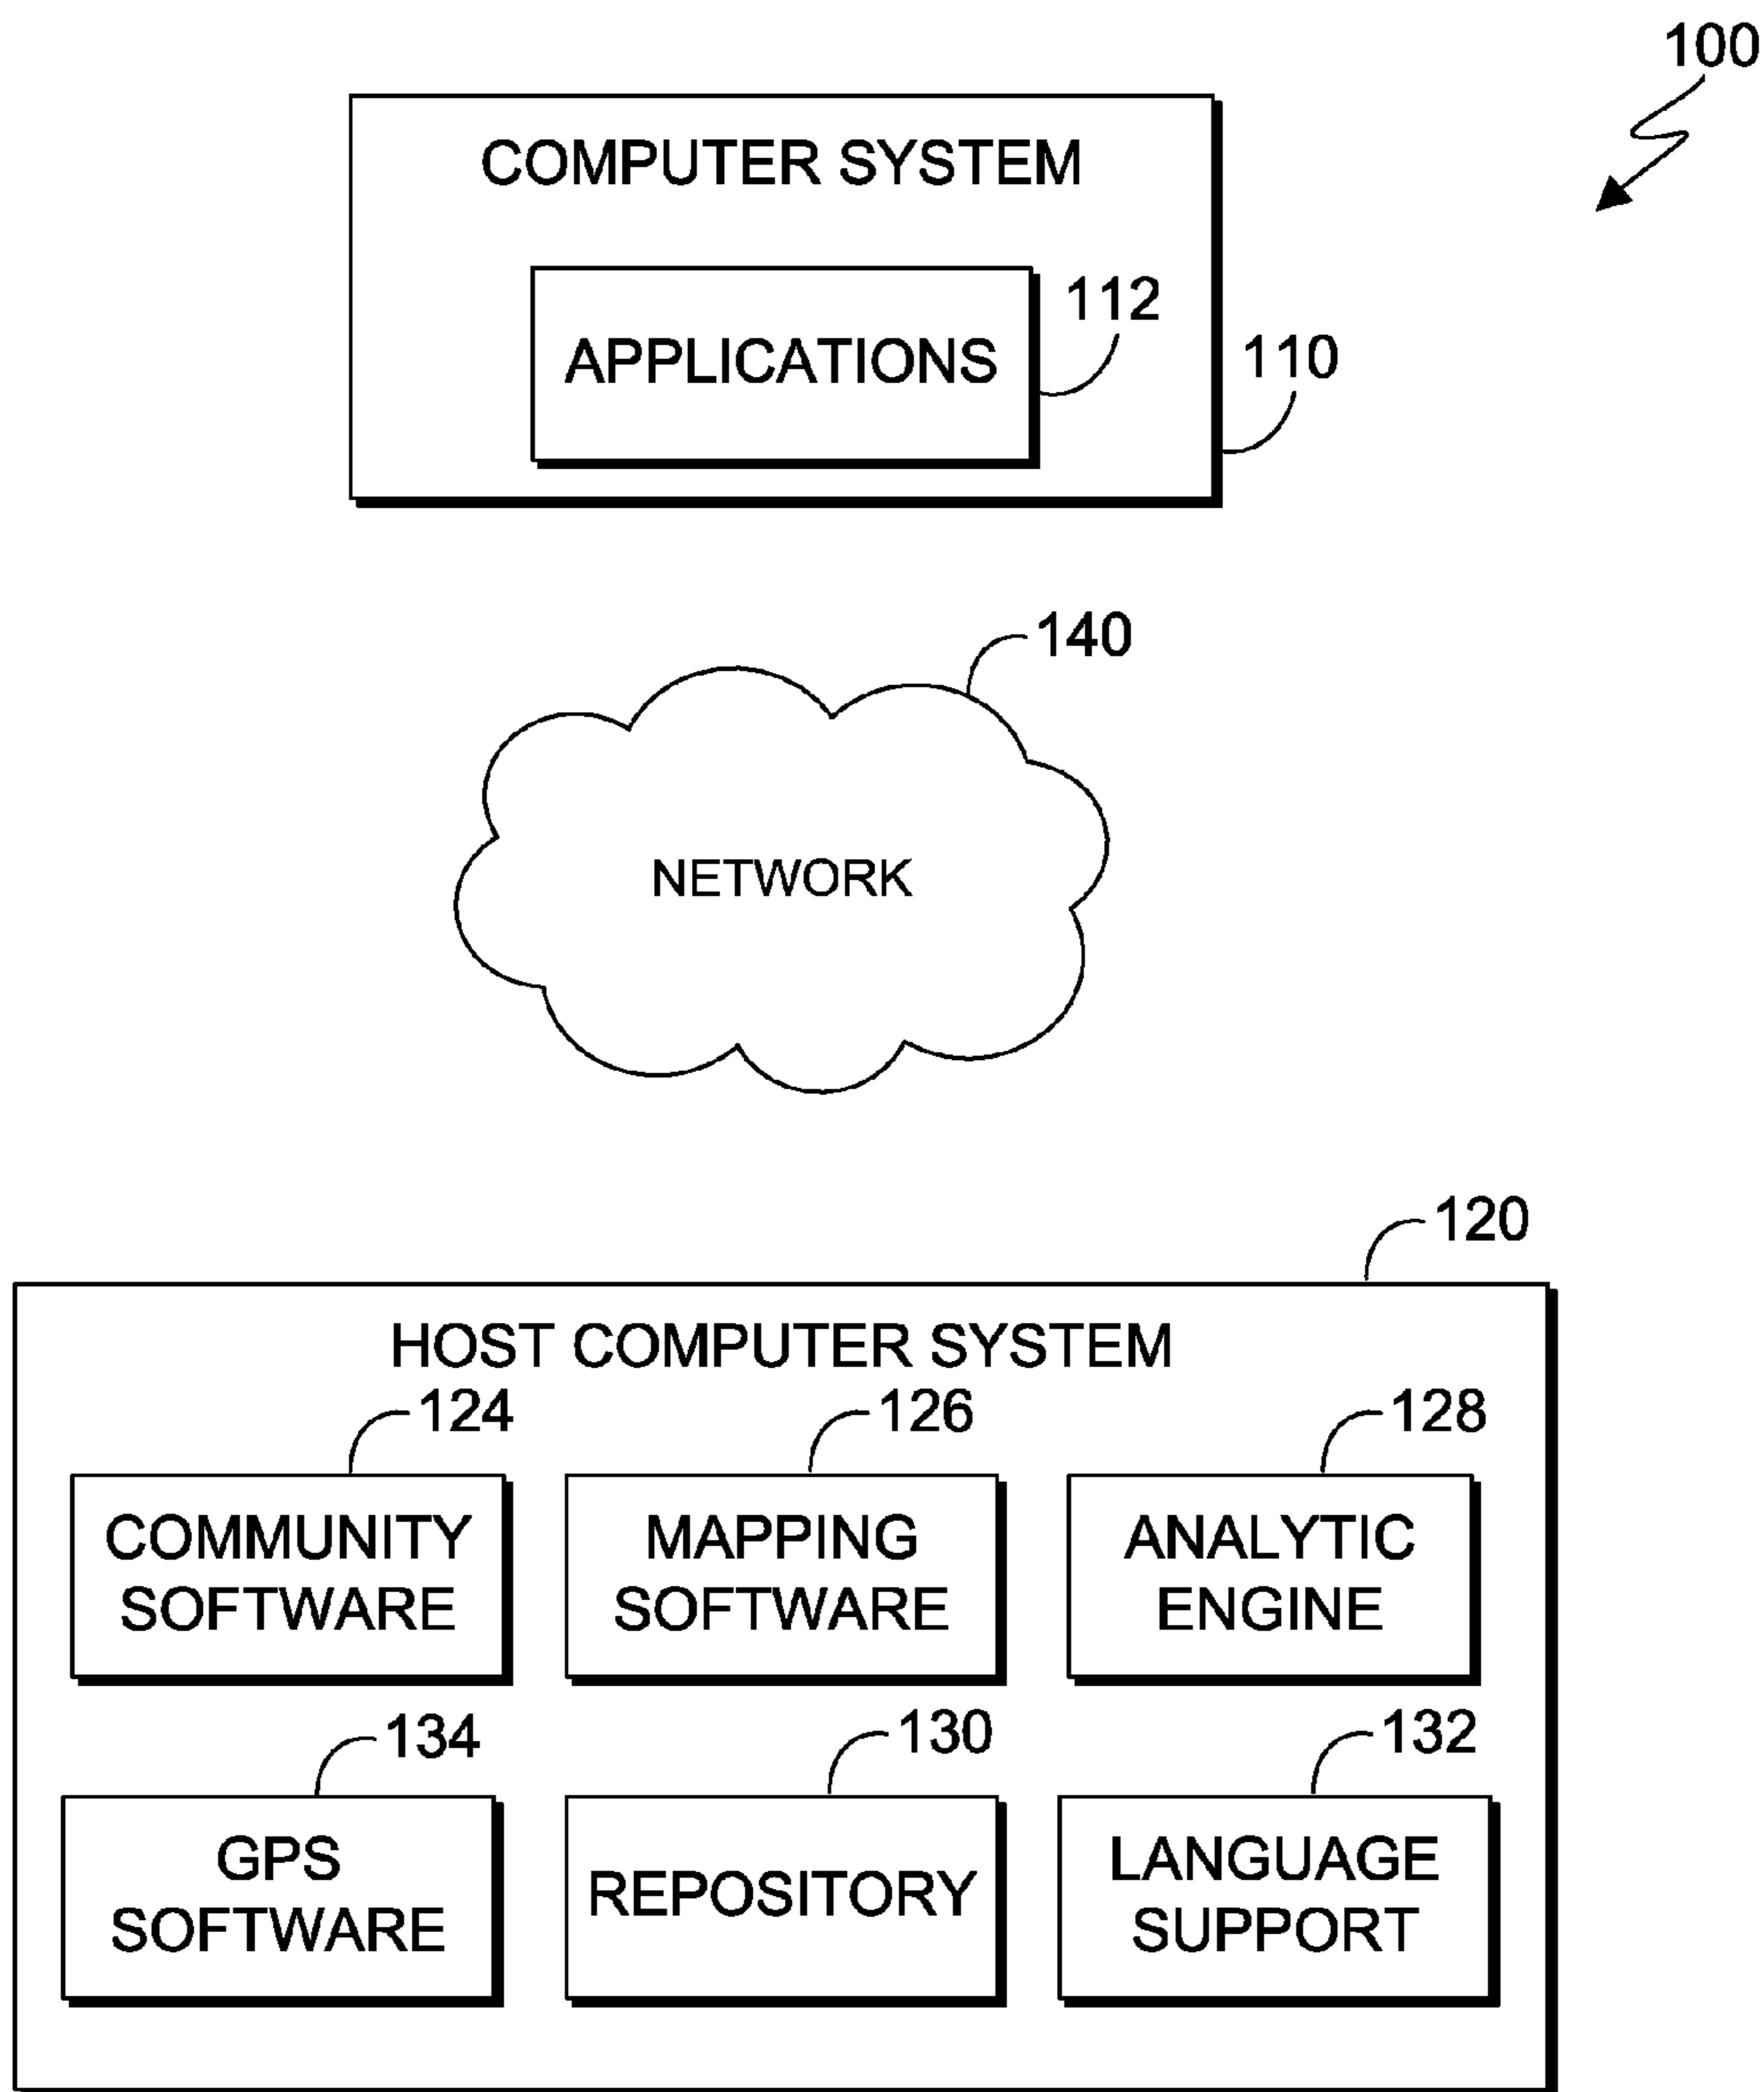 100
COMPUTER SYSTEM
APPLICATIONS
112
110
140
NETWORK
120
HOST COMPUTER SYSTEM
124
126
128
COMMUNITY
SOFTWARE
MAPPING
SOFTWARE
ANALYTIC
ENGINE
134
130
132
GPS
SOFTWARE
REPOSITORY
LANGUAGE
SUPPORT